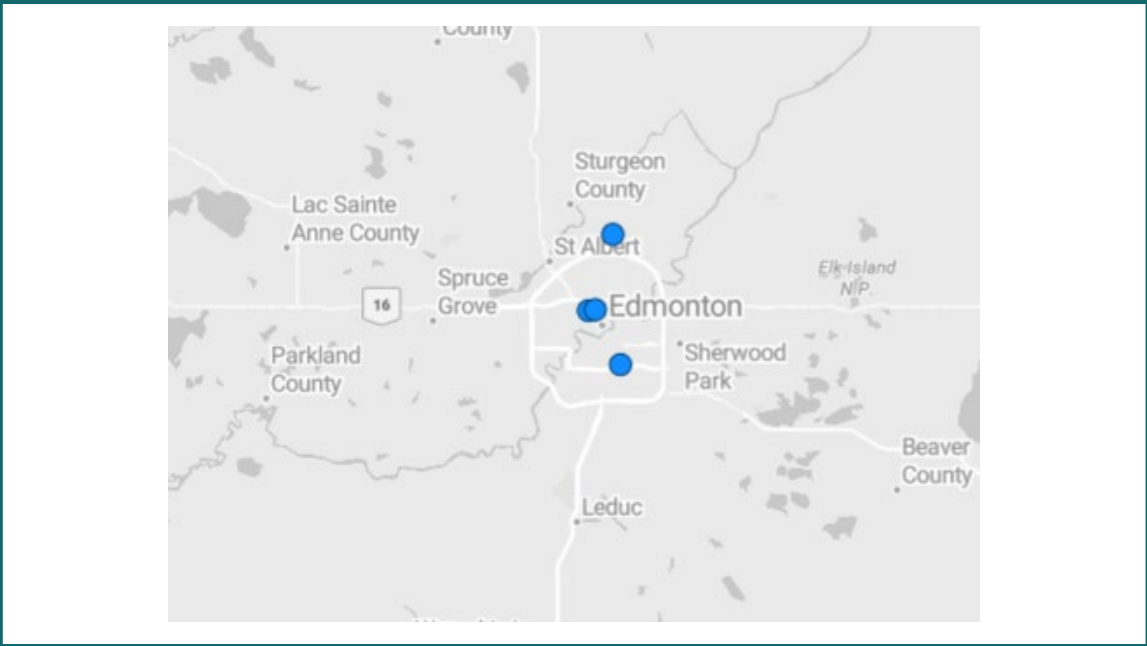 County
Sturgeon
County
Lac Sainte
Anne County
St Albert
Elk Island
N.P.
Spruce
Grove
16
Edmonton
Sherwood
Park
Parkland
County
Beaver
County
Leduc